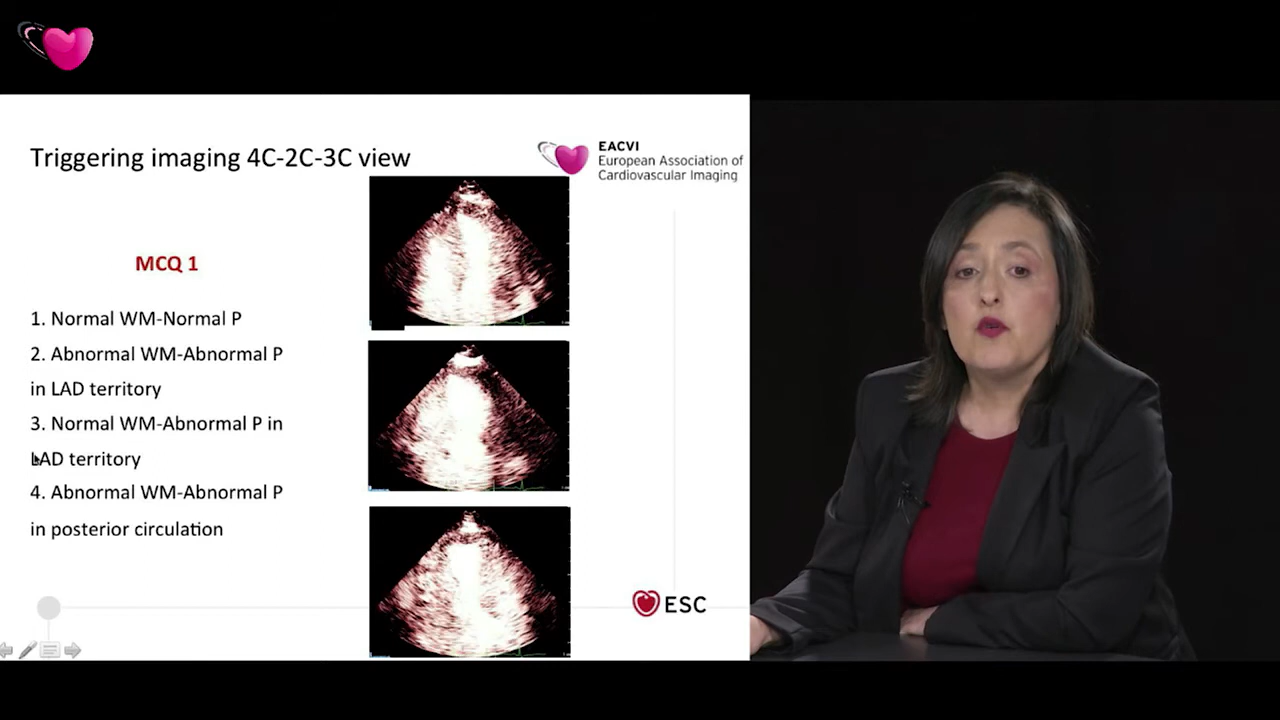 Triggering imaging 4C-2C-3C view
EACVI
European Association of
Cardiovascular Imaging
MCQ 1
1. Normal WM-Normal P
2. Abnormal WM-Abnormal P
in LAD territory
3. Normal WM-Abnormal P in
LAD territory
4. Abnormal WM-Abnormal P
in posterior circulation
ESC